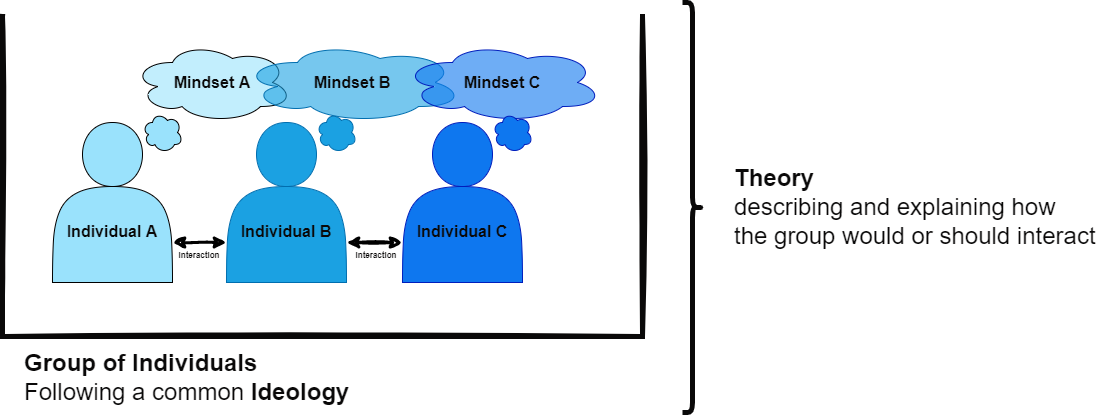 Mindset A
Mindset B
Mindset C
Individual A
Individual B
Individual C
Interaction
Interaction
Group of Individuals
Following a common Ideology
Theory
describing and explaining how
the group would or should interact